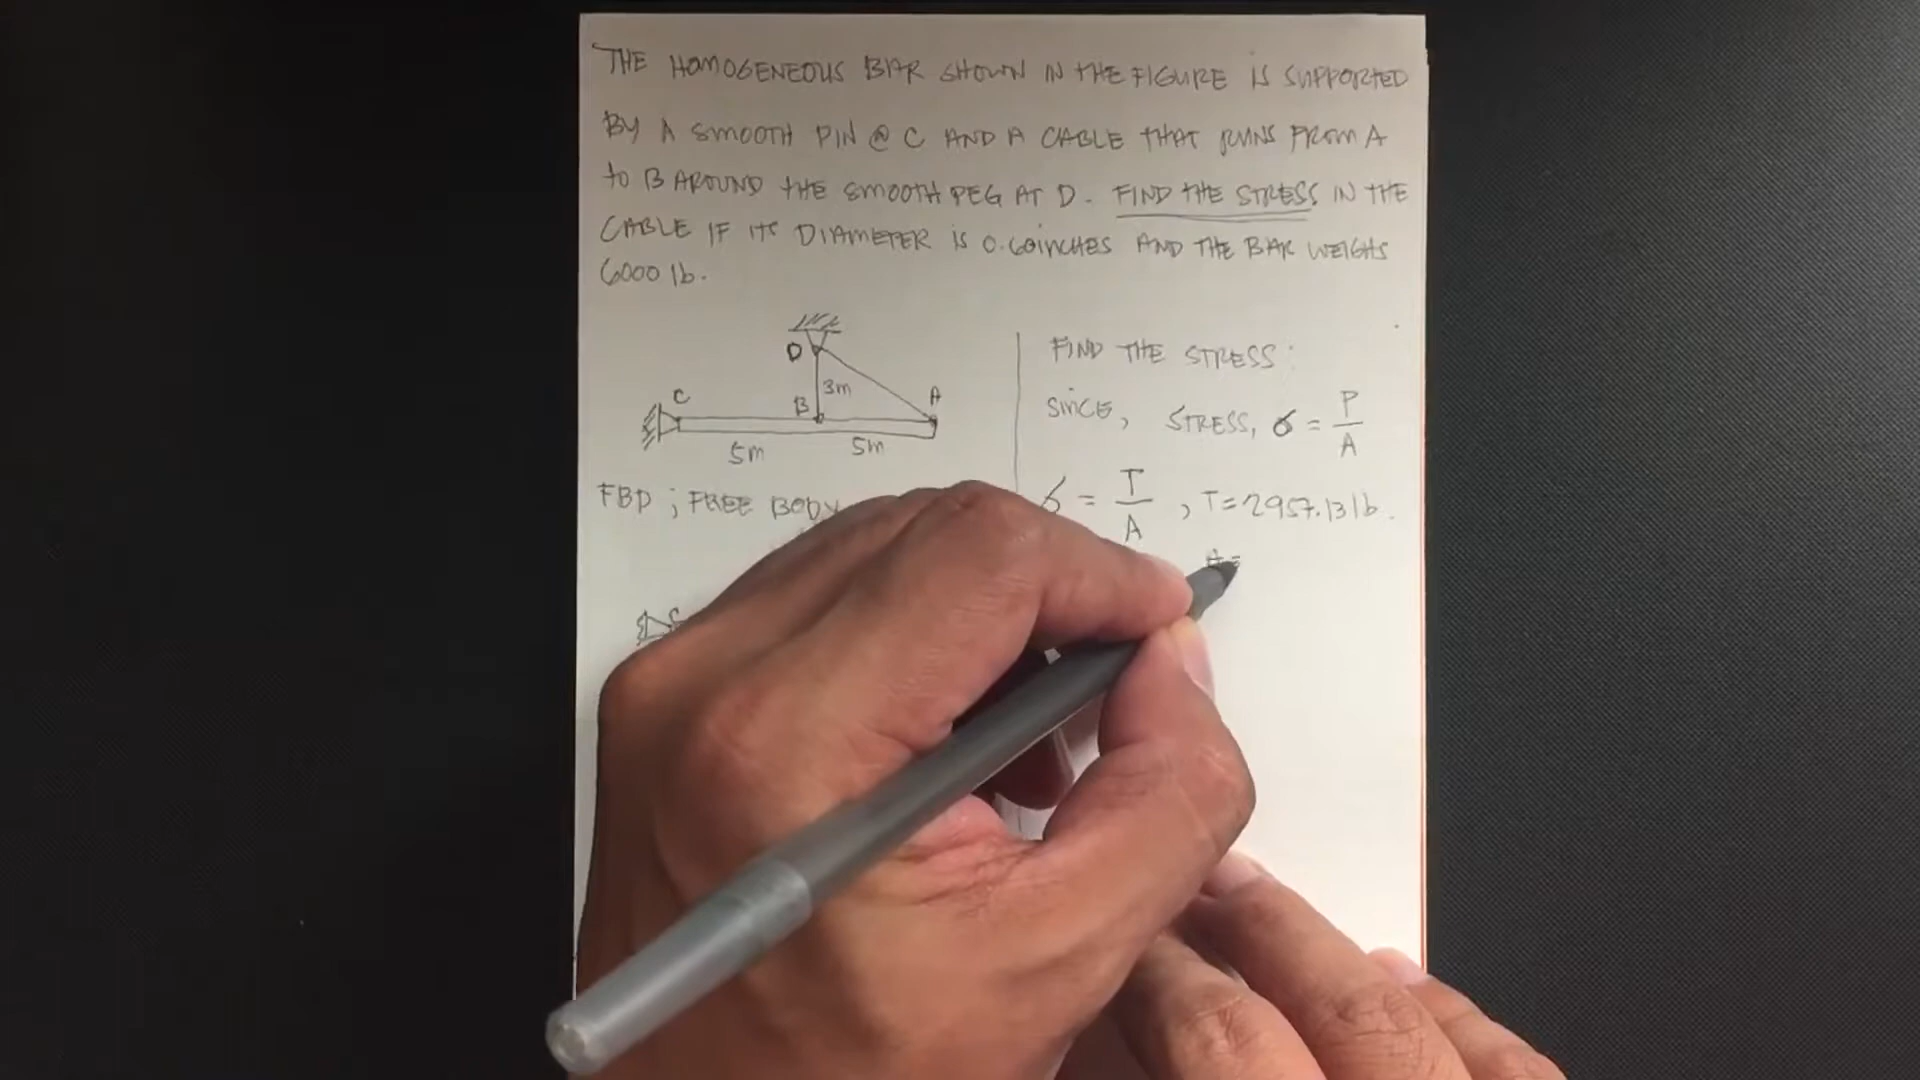 THE HOMOGENEOUS BAR SHOWN IN THE FIGURE IS SUPPORTED
BY A SMOOTH PIN @ C AND A CABLE THAT RUNS FROM A
TO B AROUND THE SMOOTH PEG AT D. FIND THE STRESS IN THE
CABLE IF ITS DIAMETER IS 0.60 INCHES AND THE BAR WEIGHS
6000 lb.
D
3m
C
B
A
5m
5m
FBD ; FREE BODY
C
FIND THE STRESS :
SINCE, STRESS, σ = P / A
σ = T / A , T = 2957.13 lb.
A =